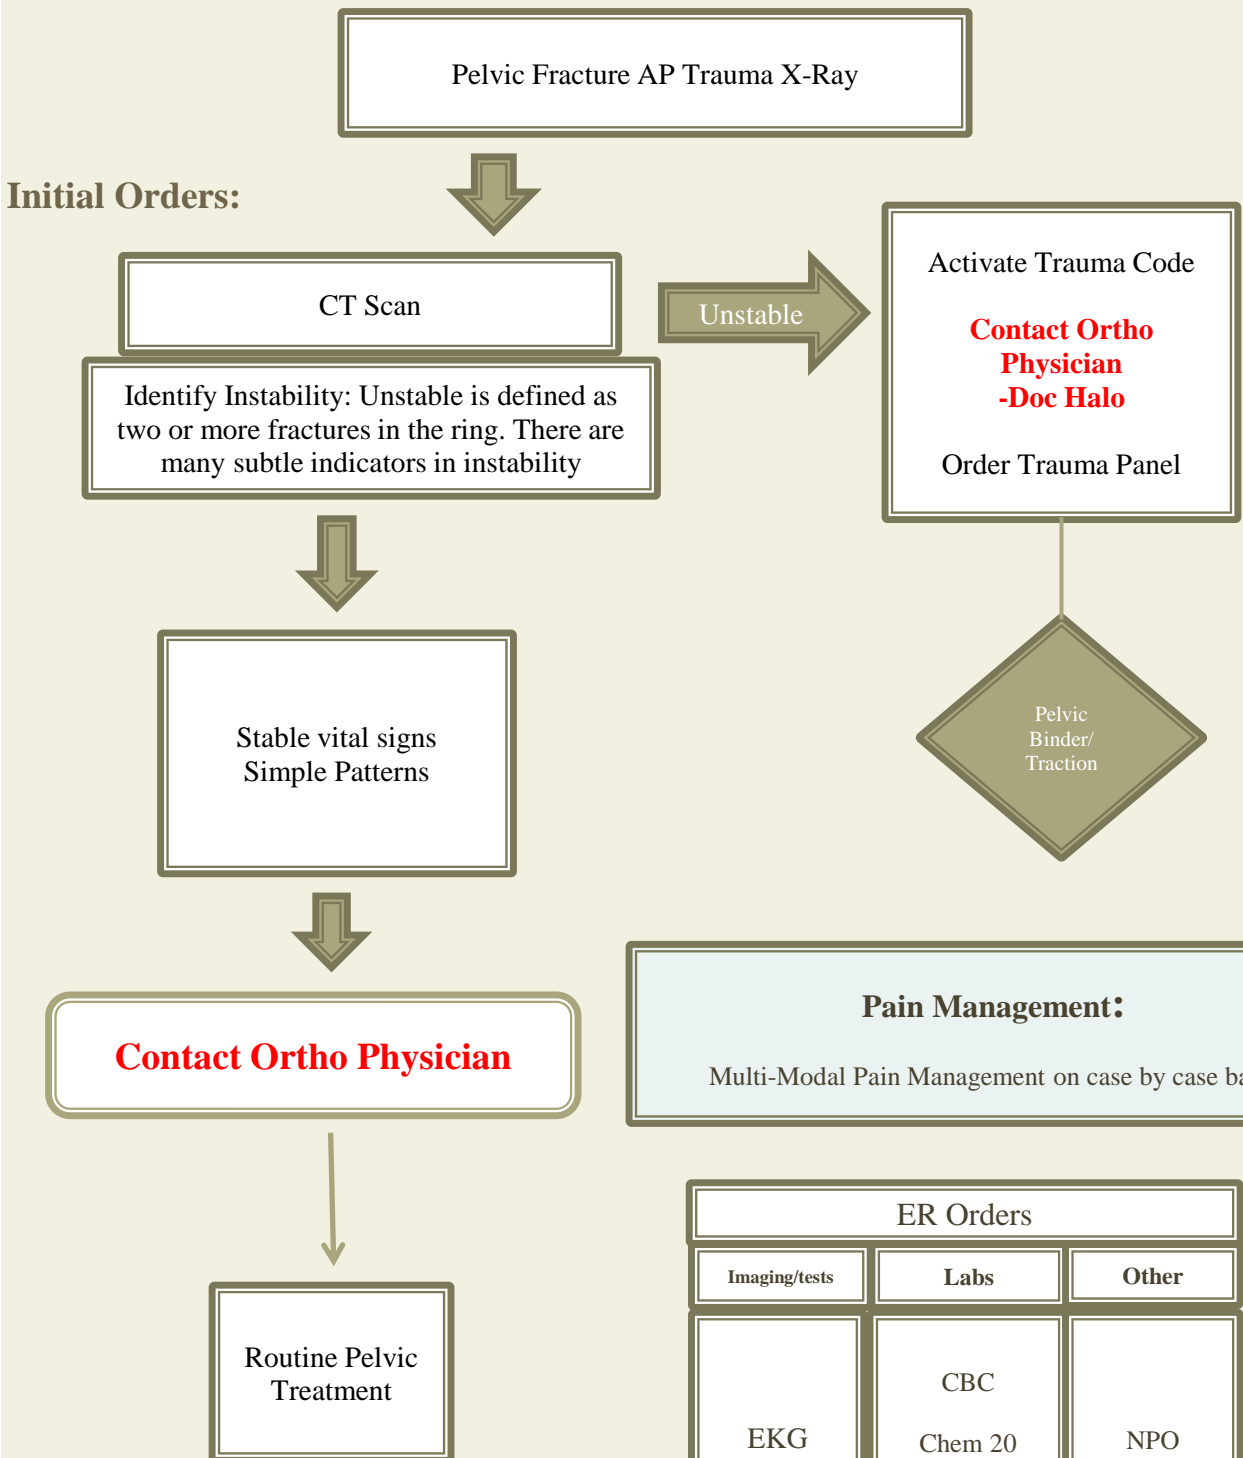 Pelvic Fracture AP Trauma X-Ray
Initial Orders:
CT Scan
Identify Instability: Unstable is defined as
two or more fractures in the ring. There are
many subtle indicators in instability
Unstable
Activate Trauma Code
Contact Ortho
Physician
-Doc Halo
Order Trauma Panel
Pelvic
Binder/
Traction
Stable vital signs
Simple Patterns
Contact Ortho Physician
Routine Pelvic
Treatment
Pain Management:
Multi-Modal Pain Management on case by case ba
ER Orders
Imaging/tests
Labs
Other
EKG
CBC
Chem 20
NPO